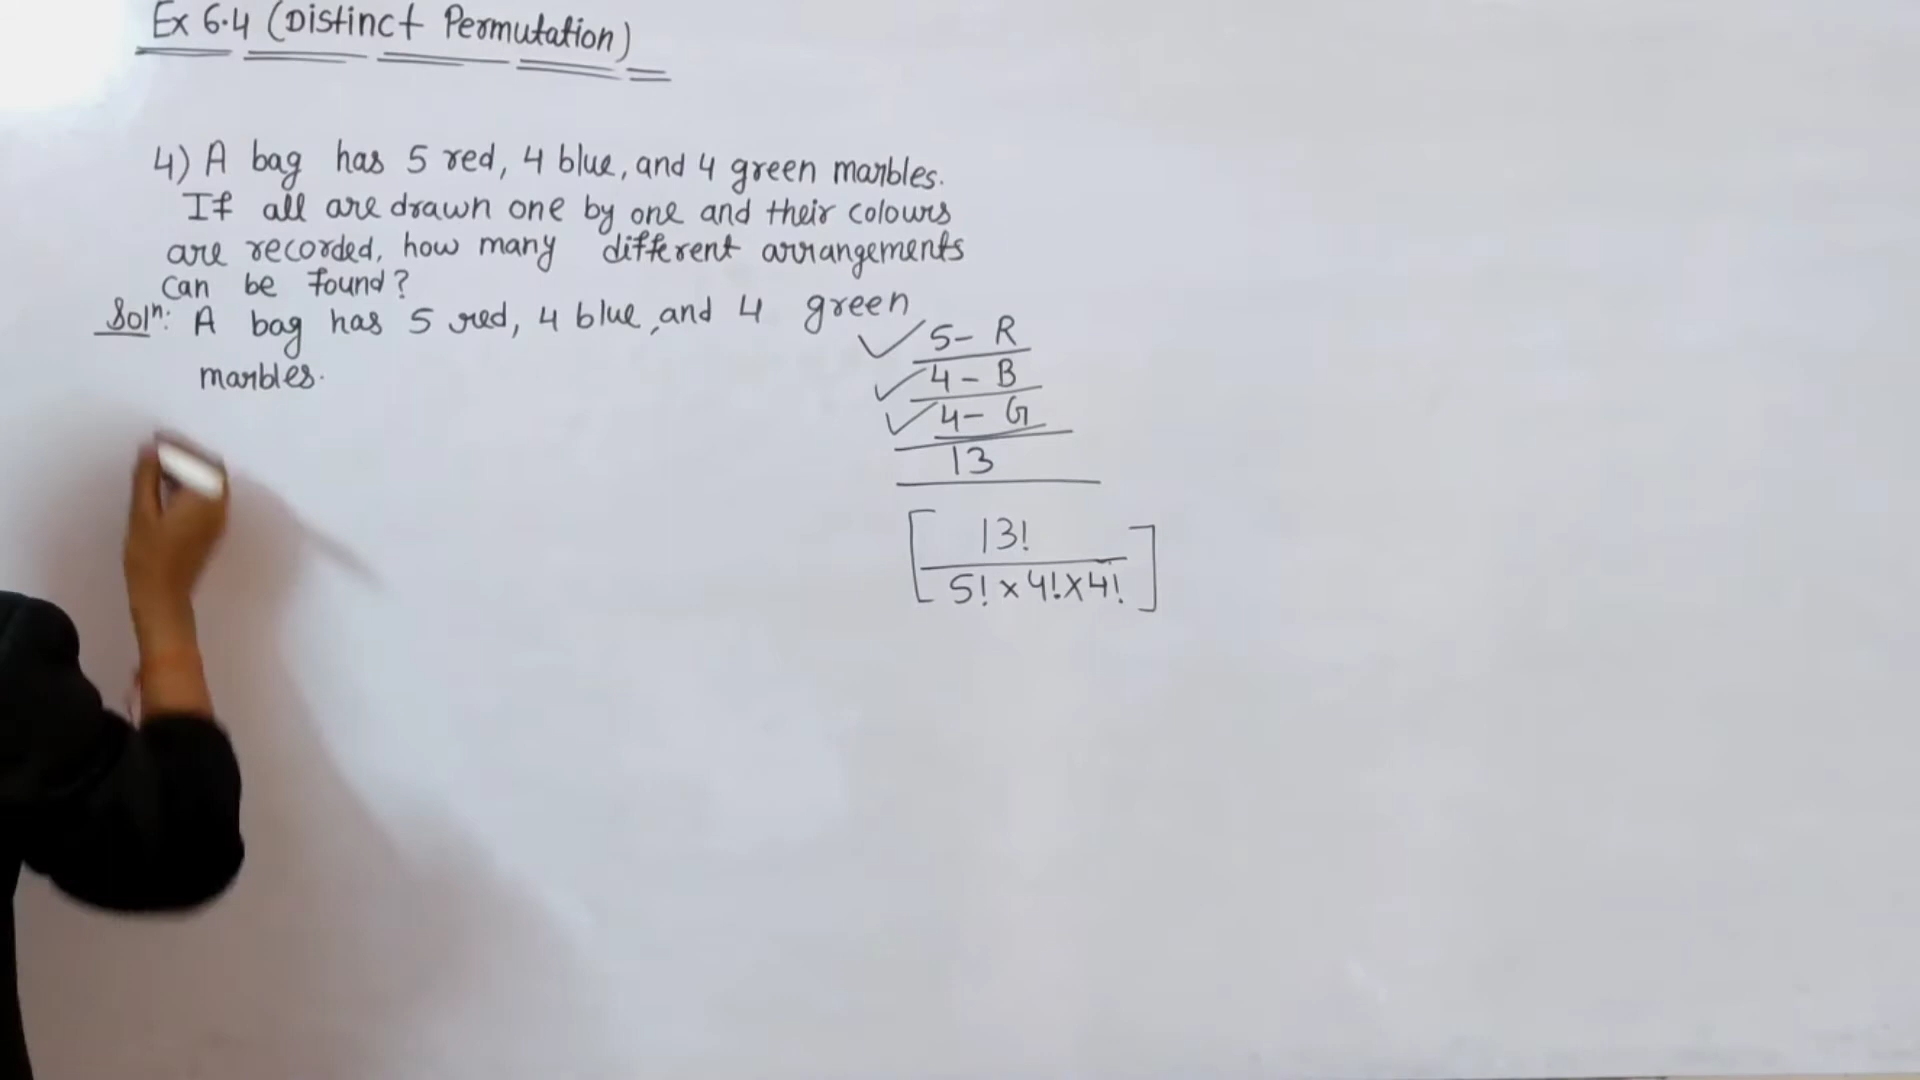 Ex 6.4 (Distinct Permutation)
4) A bag has 5 red, 4 blue, and 4 green marbles.
If all are drawn one by one and their colours
are recorded, how many different arrangements
can be found?
Solⁿ: A bag has 5 red, 4 blue, and 4 green
marbles.
5- R
4- B
4- G
13
13!
5! × 4! × 4!